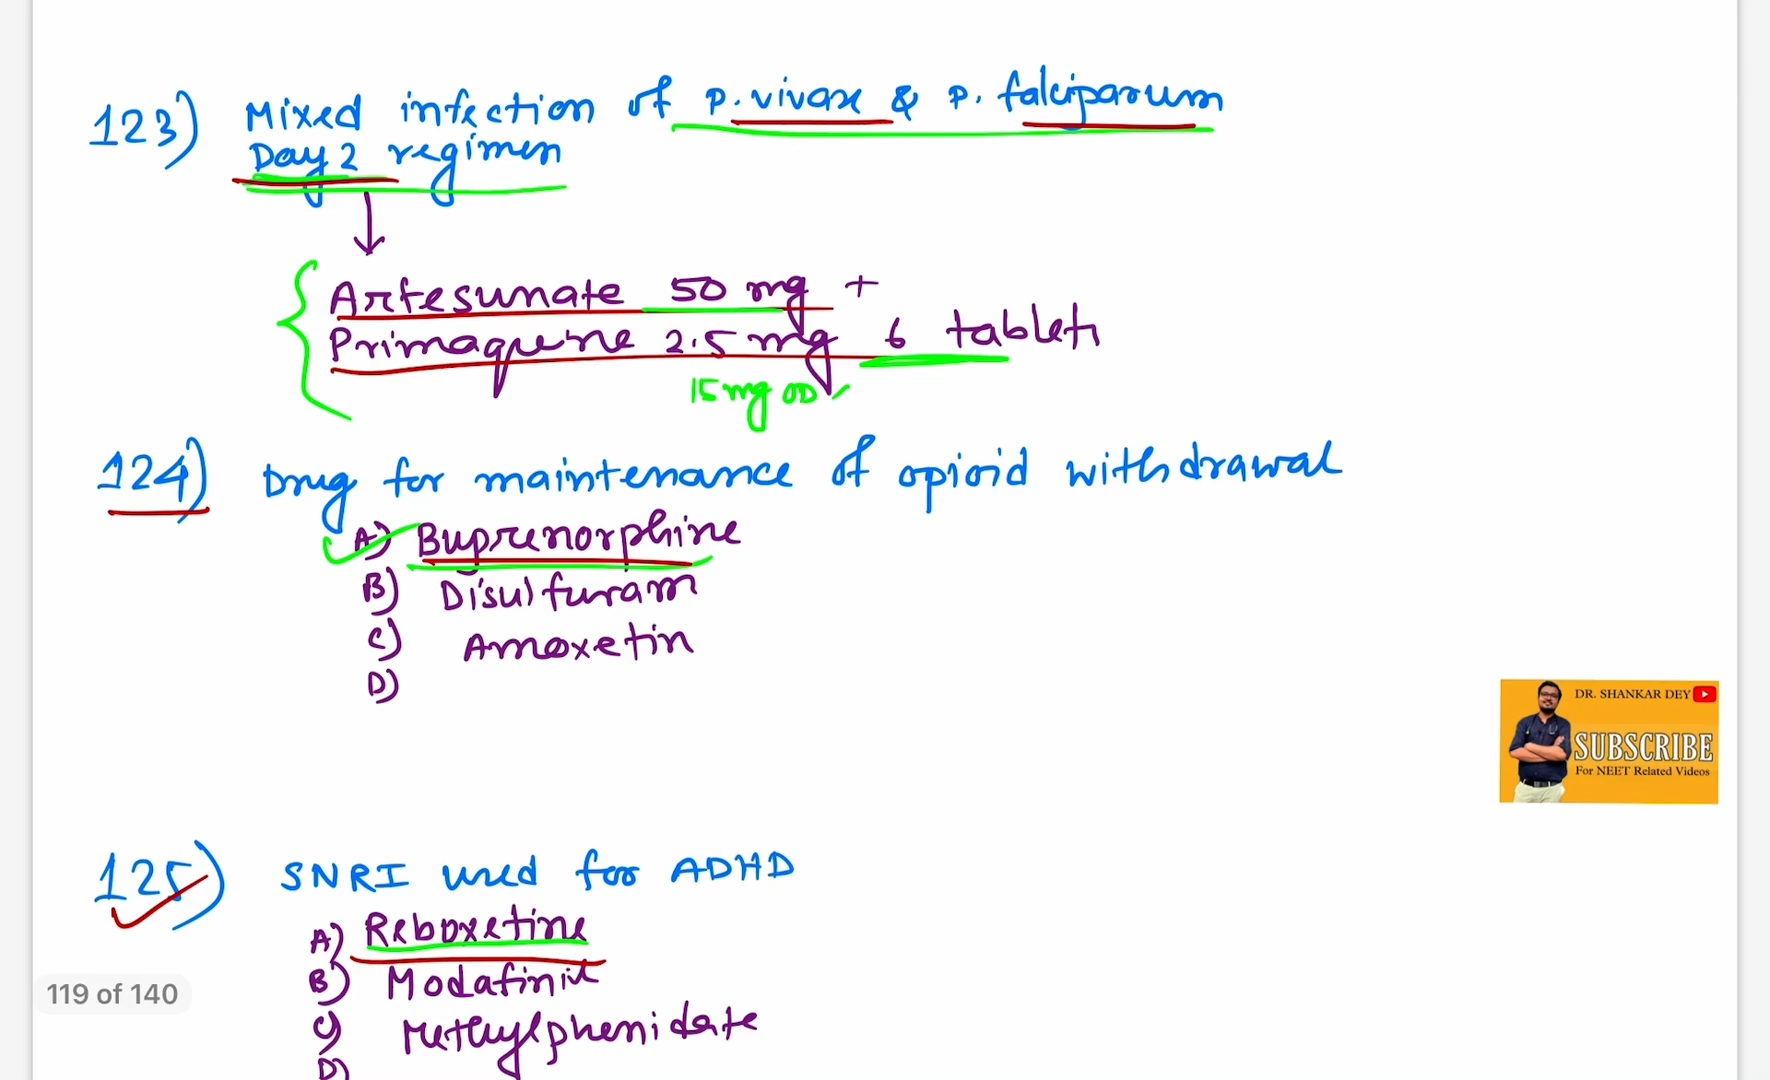 123) Mixed infection of P. vivax & P. falciparum
Day 2 regimen
Artesunate 50 mg +
Primaquine 2.5 mg 6 tablets
15 mg OD
124) Drug for maintenance of opioid withdrawal
A) Buprenorphine
B) Disulfuram
C) Amoxetin
D)
DR. SHANKAR DEY
SUBSCRIBE
For NEET Related Videos
125) SNRI used for ADHD
A) Reboxetine
B) Modafinil
119 of 140
C) Methylphenidate
D)